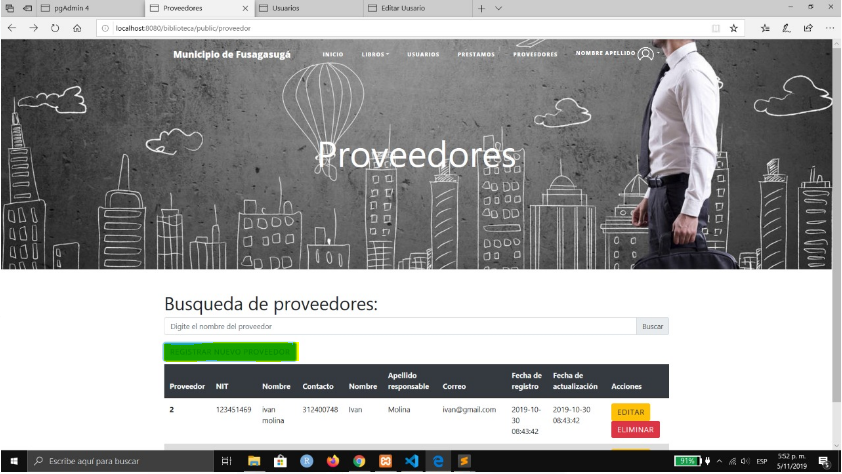 pgAdmin 4
Proveedores
Usuarios
Editar Uusario
localhost:8080/biblioteca/public/proveedor
Municipio de Fusagasugá
INICIO
LIBROS
USUARIOS
PRESTAMOS
PROVEEDORES
NOMBRE APELLIDO
Proveedores
Busqueda de proveedores:
Digite el nombre del proveedor
Buscar
REGISTRAR NUEVO PROVEEDOR
Proveedor NIT Nombre Contacto Nombre Apellido responsable Correo Fecha de registro Fecha de actualización Acciones
2 123451469 ivan molina 312400748 Ivan Molina ivan@gmail.com 2019-10-30 08:43:42 2019-10-30 08:43:42 EDITAR
ELIMINAR
Escribe aquí para buscar
91%
ESP
5:52 p. m.
5/11/2019